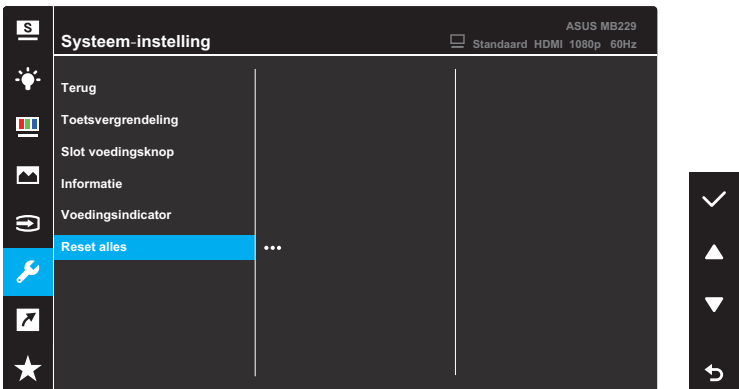 S
ASUS MB229
Systeem-instelling
Standaard HDMI 1080p 60Hz
Terug
Toetsvergrendeling
Slot voedingsknop
Informatie
Voedingsindicator
Reset alles